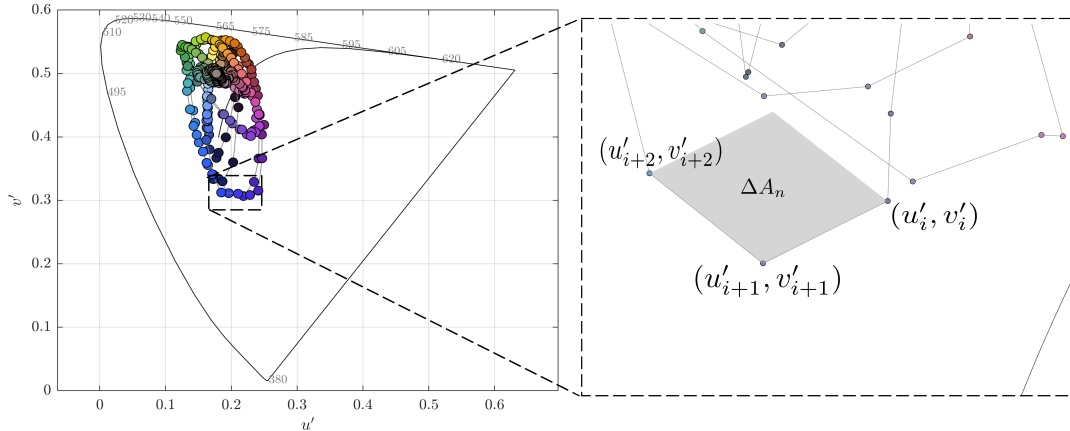 520 530 540 550 565 575 585 595 605 620
510
495
380
0.6
0.5
0.4
0.3
0.2
0.1
0
v′
0 0.1 0.2 0.3 0.4 0.5 0.6
u′
(u′i+2, v′i+2)
ΔAn
(u′i, v′i)
(u′i+1, v′i+1)